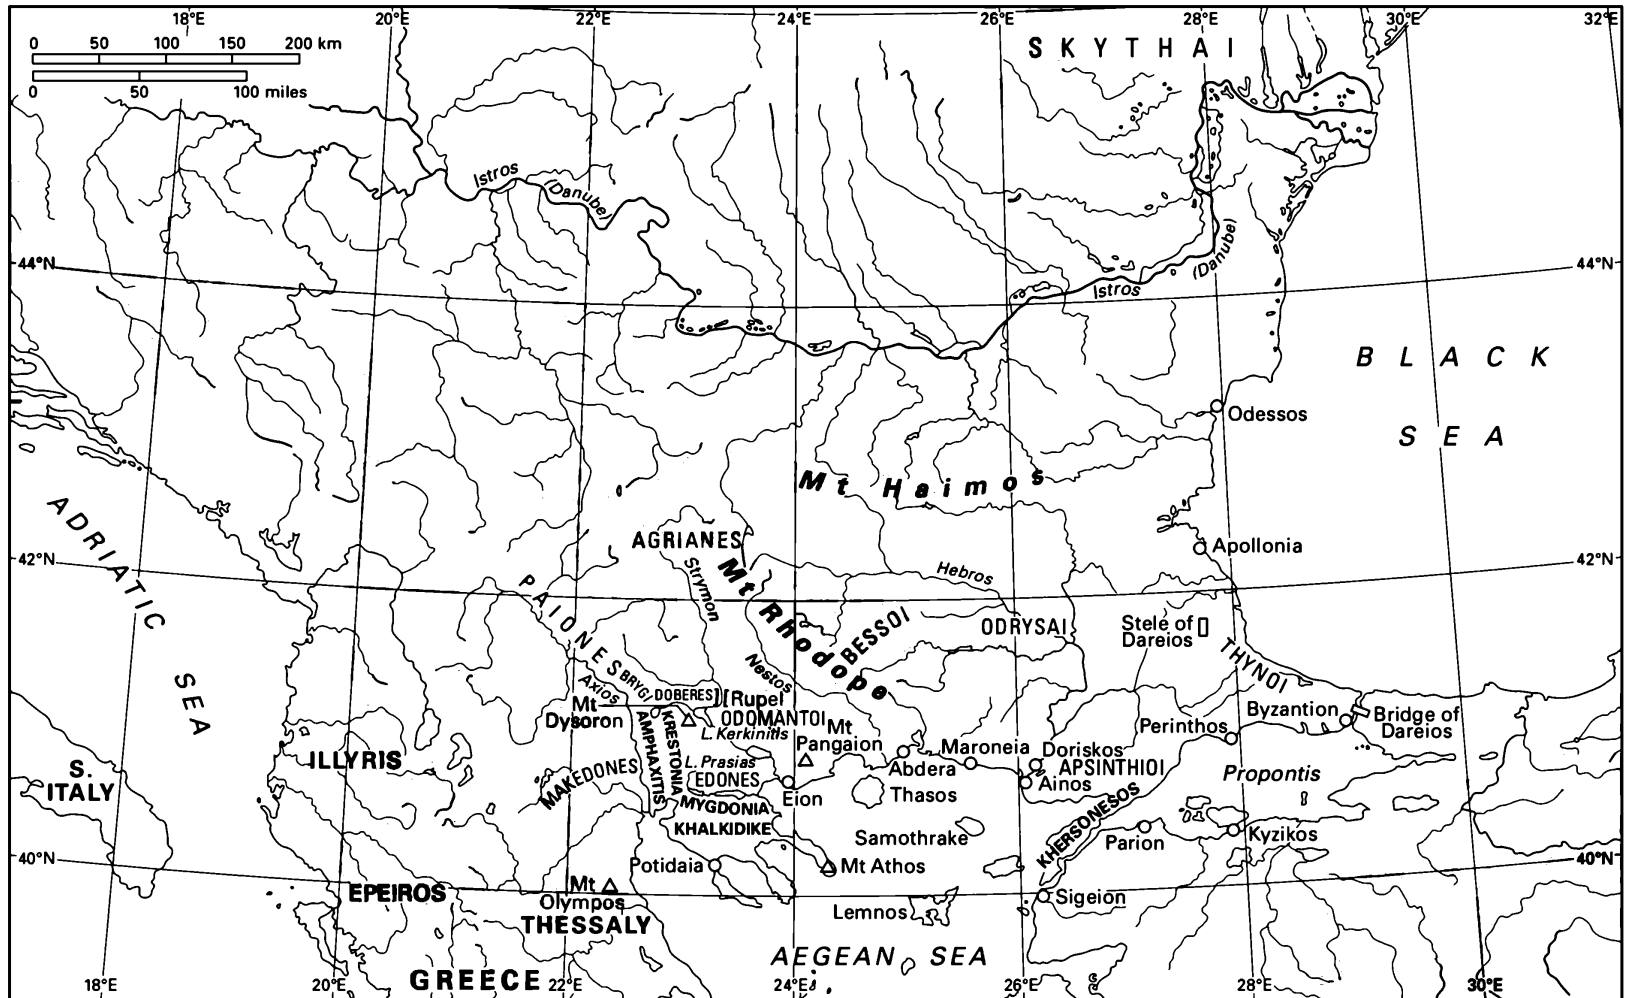 18°E 20°E 22°E 24°E 26°E 28°E 30°E 32°E
0 50 100 150 200 km
0 50 100 miles
SKYTHAI
Istros
(Danube)
44°N
44°N
Istros
(Danube)
BLACK
SEA
Odessos
Mt Haimos
ADRIATIC
SEA
AGRIANES
Apollonia
42°N
42°N
Strymon
Mt Rhodope
Hebros
PAIONES
BESSOI
ODRYSAI
Stele of
Dareios
THYNOI
Nestos
BRYGI
DOBERES
][Rupel
Axios
Mt
Dysoron
ODOMANTOI
L. Kerkinitis
Mt
Pangaion
AMPHAXITIS
KRESTONIA
Byzantion
Bridge of
Dareios
Perinthos
Maroneia
Doriskos
ILLYRIS
L. Prasias
EDONES
Abdera
APSINTHIOI
Ainos
Propontis
S.
ITALY
MAKEDONES
Eion
Thasos
MYGDONIA
KHALKIDIKE
Samothrake
KHERSONESOS
Parion
Kyzikos
40°N
40°N
Potidaia
Mt Athos
EPEIROS
Mt
Olympos
Sigeion
Lemnos
THESSALY
AEGEAN SEA
GREECE
18°E 20°E 22°E 24°E 26°E 28°E 30°E